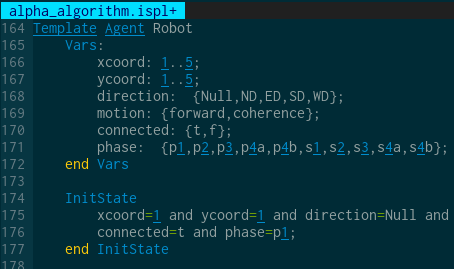 alpha_algorithm.ispl+
164 Template Agent Robot
165     Vars:
166         xcoord: 1..5;
167         ycoord: 1..5;
168         direction:  {Null,ND,ED,SD,WD};
169         motion: {forward,coherence};
170         connected: {t,f};
171         phase:  {p1,p2,p3,p4a,p4b,s1,s2,s3,s4a,s4b};
172     end Vars
173
174     InitState
175         xcoord=1 and ycoord=1 and direction=Null and
176         connected=t and phase=p1;
177     end InitState
178